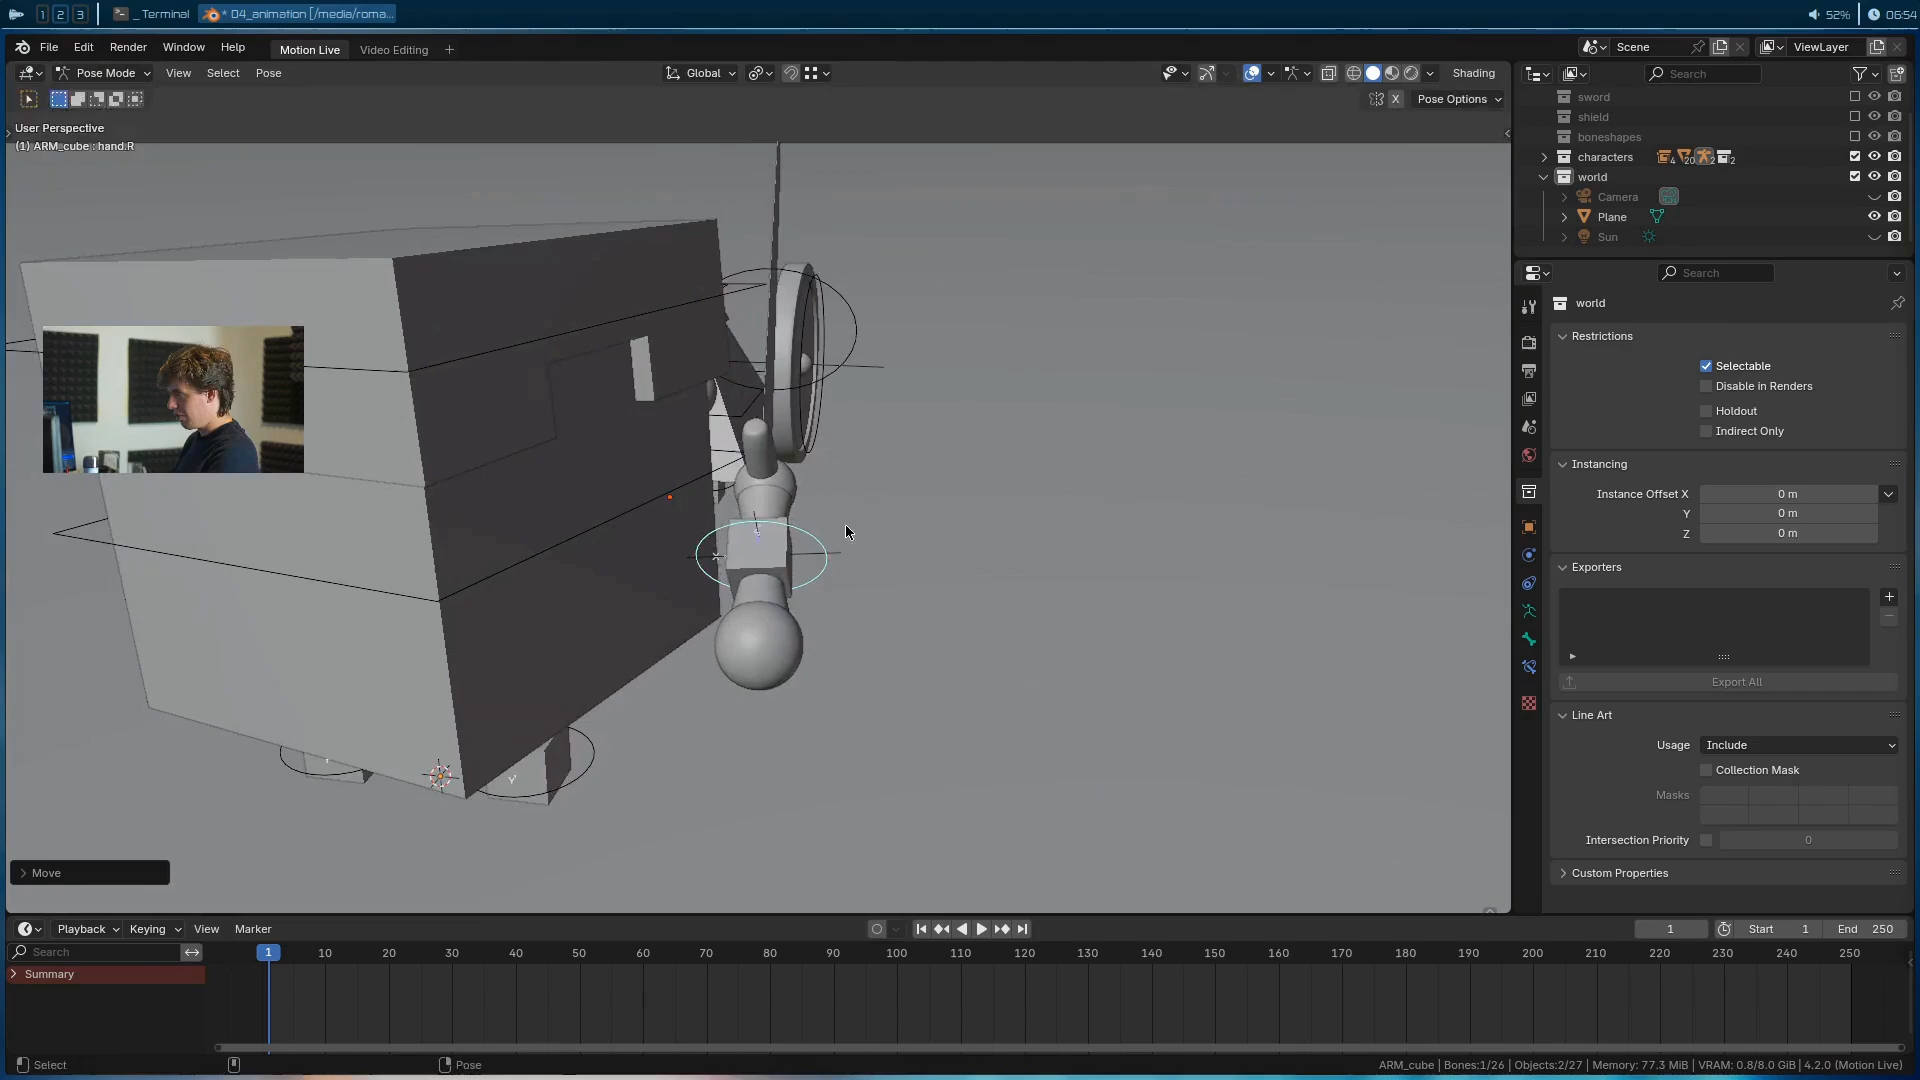 1 2 3 _ Terminal * 04_animation [/media/roma... 52% 06:54
File Edit Render Window Help Motion Live Video Editing + Scene ViewLayer
Pose Mode View Select Pose Global Shading Search
X Pose Options
User Perspective
(1) ARM_cube : hand.R
sword
shield
boneshapes
characters 4 20 2 2
world
Camera
Plane
Sun
Search
world
Restrictions
Selectable
Disable in Renders
Holdout
Indirect Only
Instancing
Instance Offset X 0 m
Y 0 m
Z 0 m
Exporters
Export All
Line Art
Usage Include
Collection Mask
Masks
Intersection Priority 0
Custom Properties
Move
Playback Keying View Marker 1 Start 1 End 250
Search 1 10 20 30 40 50 60 70 80 90 100 110 120 130 140 150 160 170 180 190 200 210 220 230 240 250
Summary
Select Pose ARM_cube | Bones:1/26 | Objects:2/27 | Memory: 77.3 MiB | VRAM: 0.8/8.0 GiB | 4.2.0 (Motion Live)